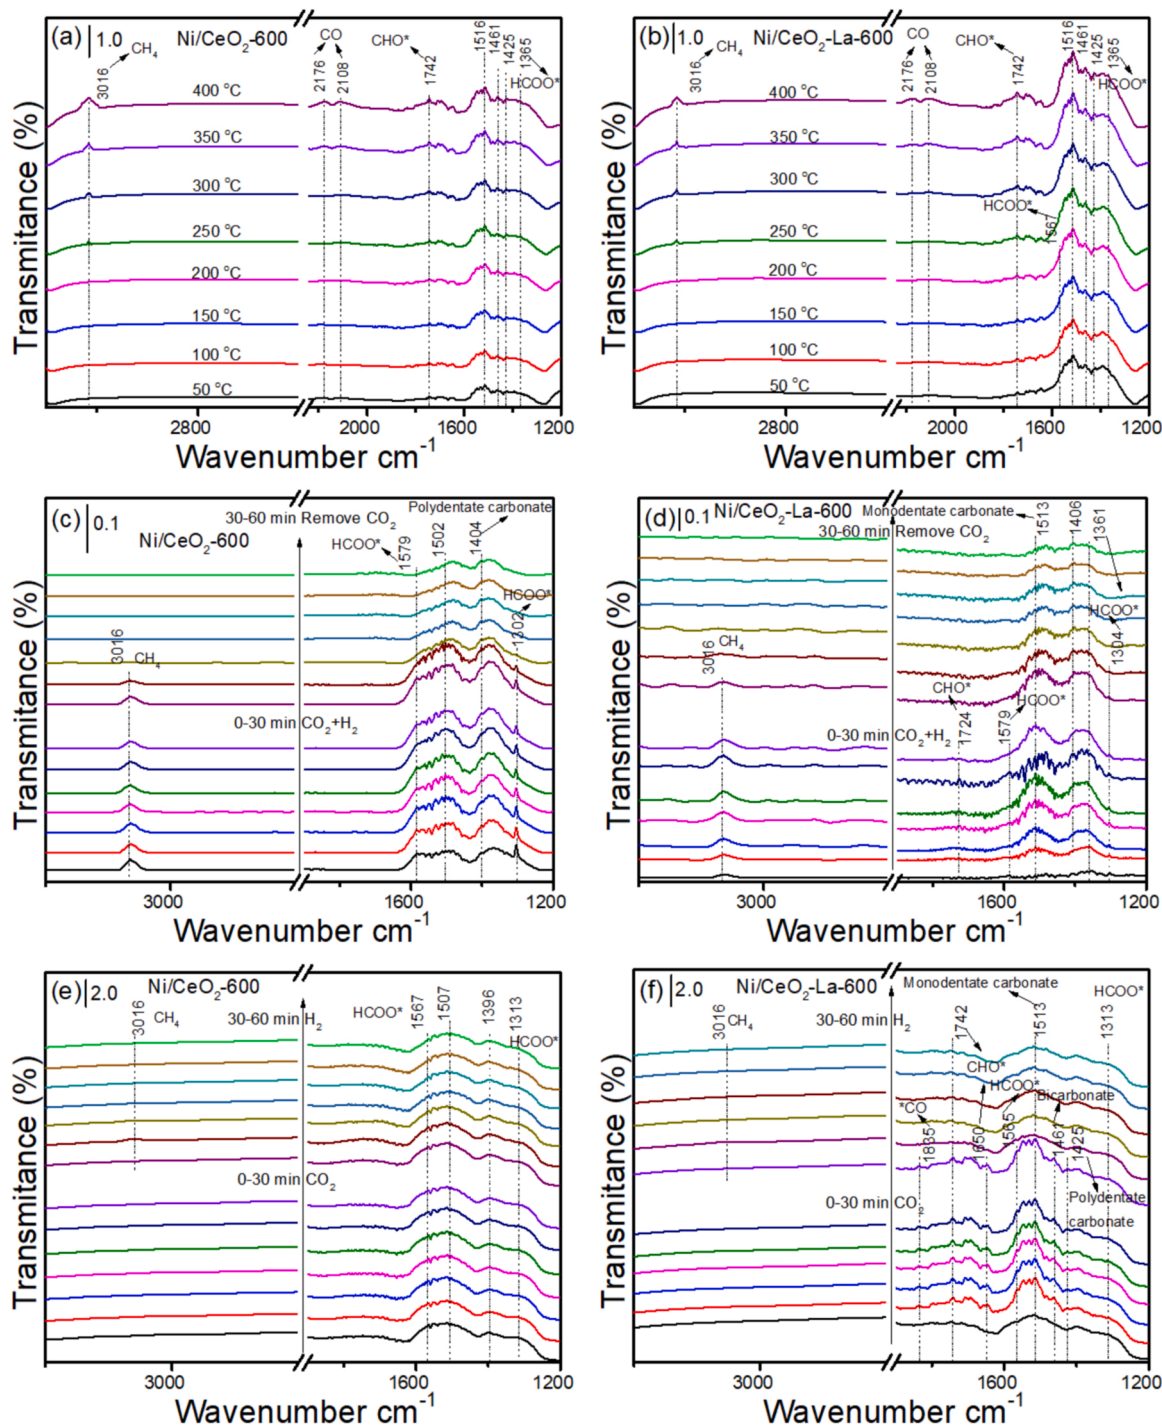 (a) 1.0 Ni/CeO₂-600
3016 CH₄
CO
2176 2108
CHO*
1742
1516 1461 1425 1365
HCOO*
400 °C
350 °C
300 °C
250 °C
200 °C
150 °C
100 °C
50 °C
Transmitance (%)
2800 2000 1600 1200
Wavenumber cm⁻¹
(b) 1.0 Ni/CeO₂-La-600
3016 CH₄
CO
2176 2108
CHO*
1742
1516 1461 1425 1365
HCOO*
400 °C
350 °C
300 °C
HCOO*
1567
250 °C
200 °C
150 °C
100 °C
50 °C
Transmitance (%)
2800 2000 1600 1200
Wavenumber cm⁻¹
(c) 0.1
Ni/CeO₂-600
30-60 min Remove CO₂
Polydentate carbonate
HCOO*
1579 1502 1404
HCOO*
1302
3016 CH₄
0-30 min CO₂+H₂
Transmitance (%)
3000 1600 1200
Wavenumber cm⁻¹
(d) 0.1 Ni/CeO₂-La-600
Monodentate carbonate
30-60 min Remove CO₂
1513 1406 1361
HCOO*
1304
3016 CH₄
CHO*
1724
1579
HCOO*
0-30 min CO₂+H₂
Transmitance (%)
3000 1600 1200
Wavenumber cm⁻¹
(e) 2.0 Ni/CeO₂-600
3016 CH₄
30-60 min H₂
HCOO*
1567 1507 1396 1313
HCOO*
0-30 min CO₂
Transmitance (%)
3000 1600 1200
Wavenumber cm⁻¹
(f) 2.0 Ni/CeO₂-La-600
Monodentate carbonate
HCOO*
3016 CH₄
30-60 min H₂
1742 1513 1313
CHO*
HCOO*
Bicarbonate
*CO
1835 1650 1565 1461 1425
0-30 min CO₂
Polydentate
carbonate
Transmitance (%)
3000 1600 1200
Wavenumber cm⁻¹